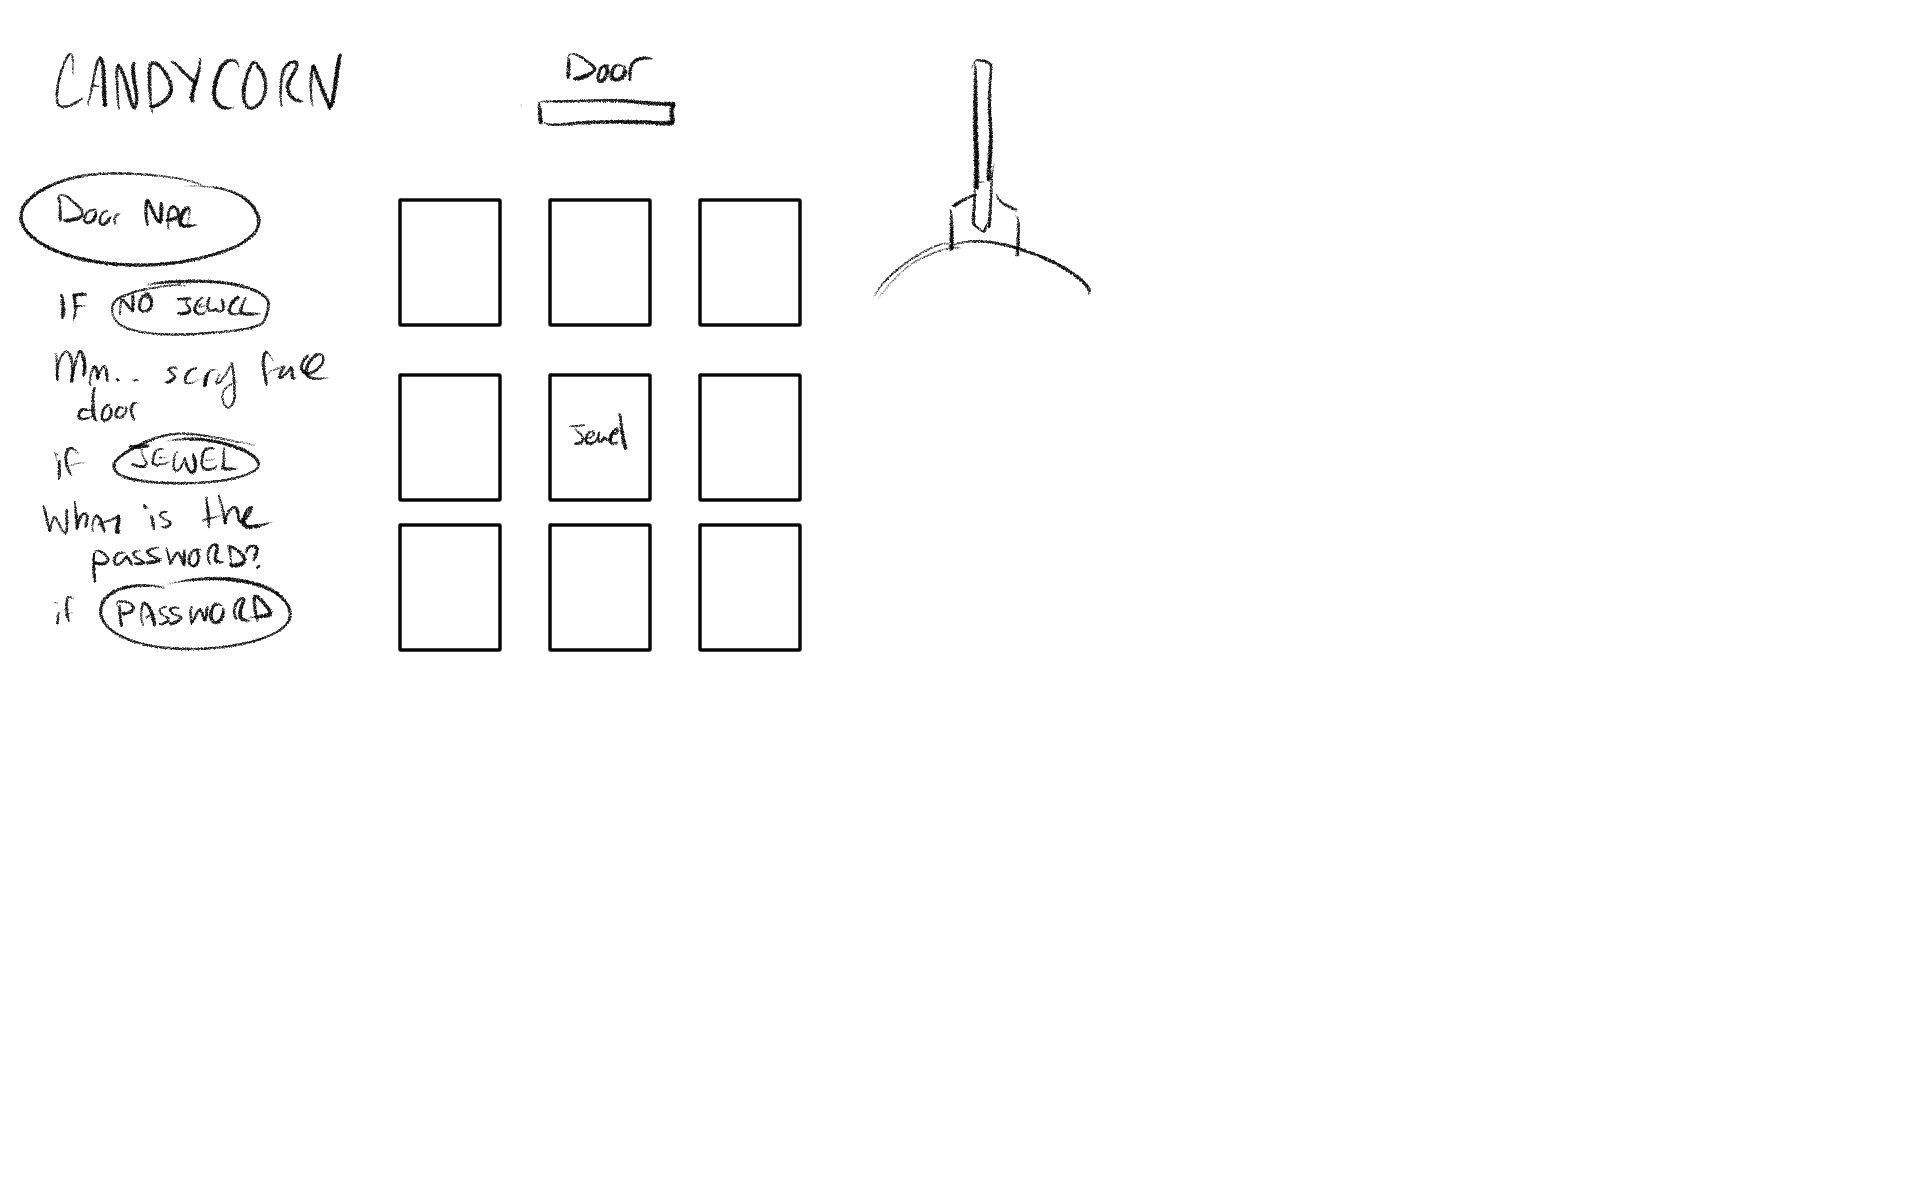 CANDYCORN
Door
Door NPC
IF NO JEWEL
Mm.. scry face
door
if JEWEL
What is the
password?
if PASSWORD
Jewel